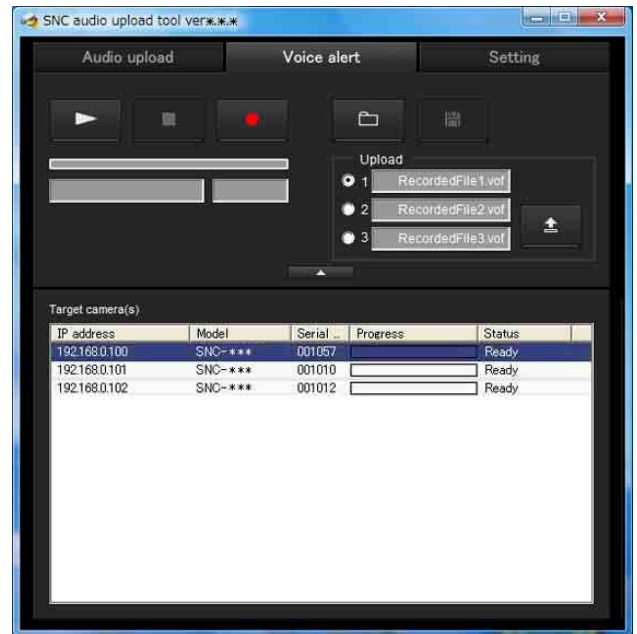 SNC audio upload tool ver*.*.*
Audio upload Voice alert Setting
Upload
1 RecordedFile1.vof
2 RecordedFile2.vof
3 RecordedFile3.vof
Target camera(s)
IP address Model Serial ... Progress Status
192.168.0.100 SNC-*** 001057 Ready
192.168.0.101 SNC-*** 001010 Ready
192.168.0.102 SNC-*** 001012 Ready